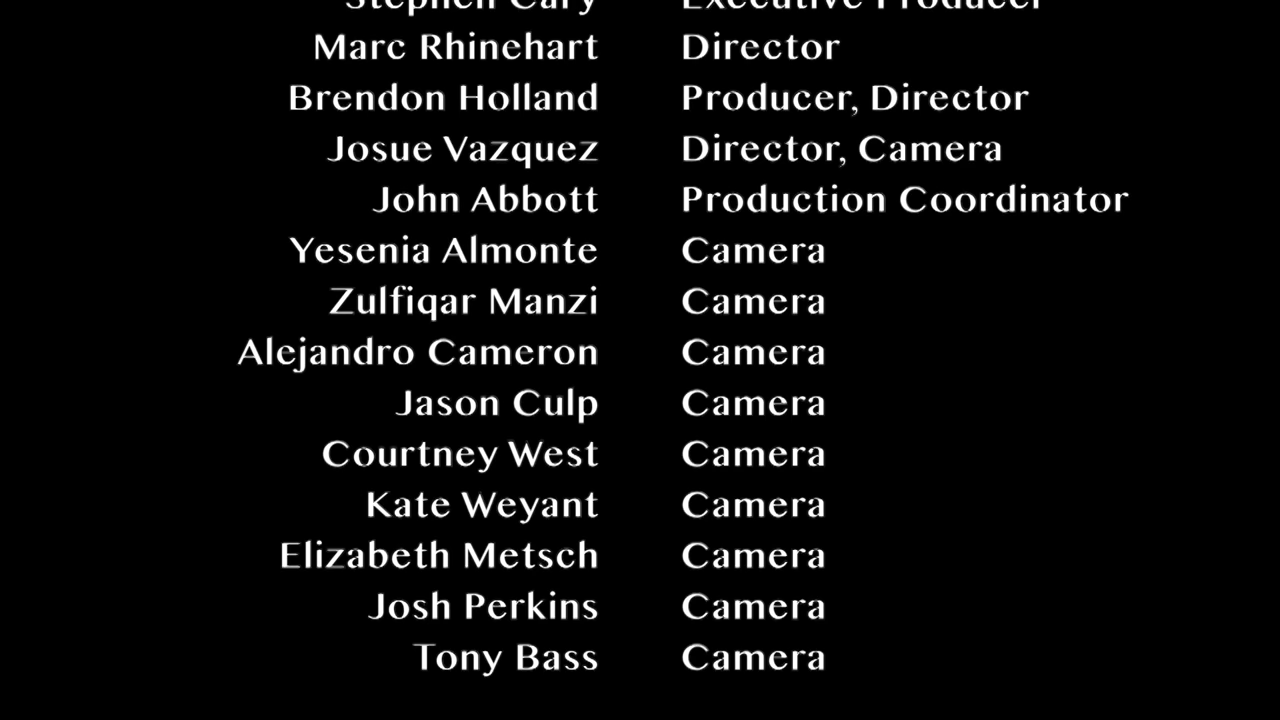 Stephen Cary Executive Producer
Marc Rhinehart Director
Brendon Holland Producer, Director
Josue Vazquez Director, Camera
John Abbott Production Coordinator
Yesenia Almonte Camera
Zulfiqar Manzi Camera
Alejandro Cameron Camera
Jason Culp Camera
Courtney West Camera
Kate Weyant Camera
Elizabeth Metsch Camera
Josh Perkins Camera
Tony Bass Camera